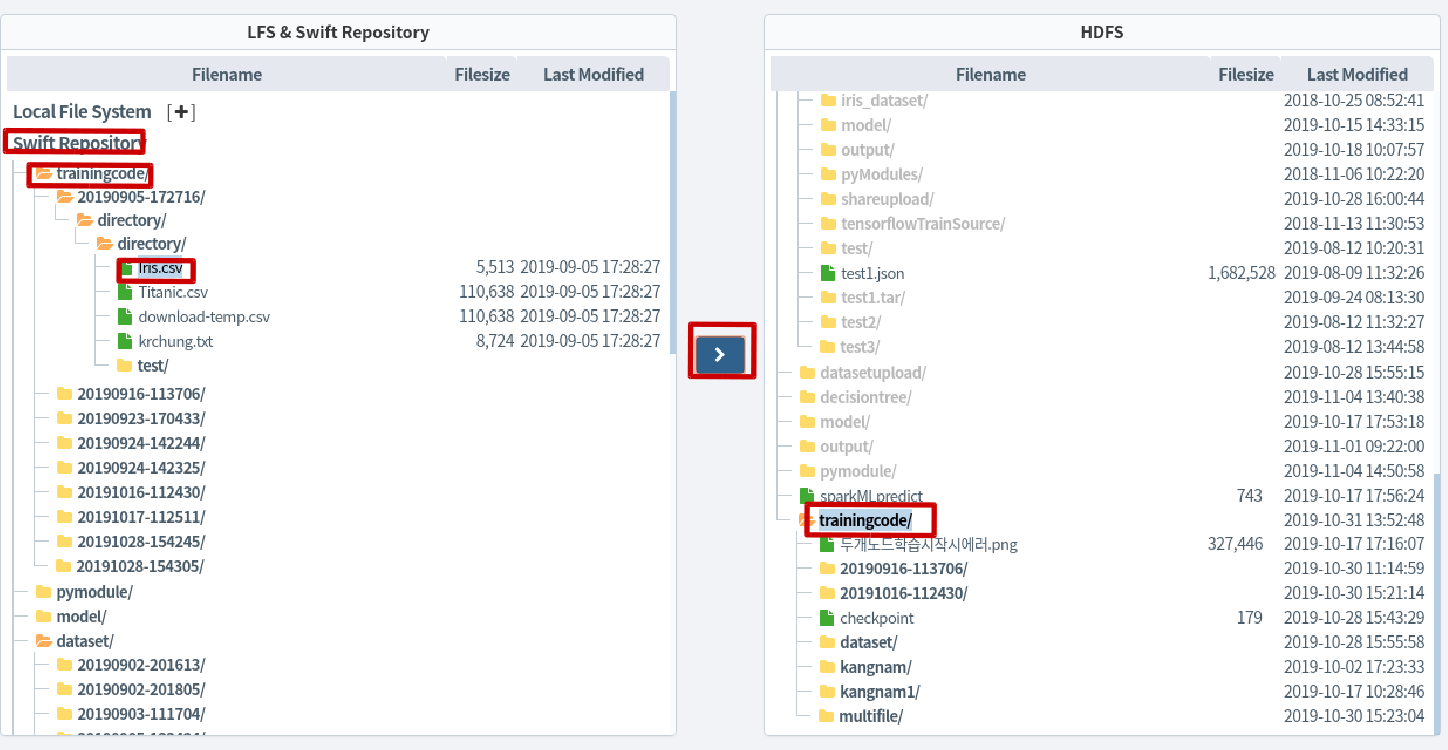 LFS & Swift Repository
Filename Filesize Last Modified
Local File System [+]
Swift Repository
trainingcode/
20190905-172716/
directory/
directory/
Iris.csv 5,513 2019-09-05 17:28:27
Titanic.csv 110,638 2019-09-05 17:28:27
download-temp.csv 110,638 2019-09-05 17:28:27
krchung.txt 8,724 2019-09-05 17:28:27
test/
20190916-113706/
20190923-170433/
20190924-142244/
20190924-142325/
20191016-112430/
20191017-112511/
20191028-154245/
20191028-154305/
pymodule/
model/
dataset/
20190902-201613/
20190902-201805/
20190903-111704/
HDFS
Filename Filesize Last Modified
iris_dataset/ 2018-10-25 08:52:41
model/ 2019-10-15 14:33:15
output/ 2019-10-18 10:07:57
pyModules/ 2018-11-06 10:22:20
shareupload/ 2019-10-28 16:00:44
tensorflowTrainSource/ 2018-11-13 11:30:53
test/ 2019-08-12 10:20:31
test1.json 1,682,528 2019-08-09 11:32:26
test1.tar/ 2019-09-24 08:13:30
test2/ 2019-08-12 11:32:27
test3/ 2019-08-12 13:44:58
datasetupload/ 2019-10-28 15:55:15
decisiontree/ 2019-11-04 13:40:38
model/ 2019-10-17 17:53:18
output/ 2019-11-01 09:22:00
pymodule/ 2019-11-04 14:50:58
sparkMLpredict 743 2019-10-17 17:56:24
trainingcode/ 2019-10-31 13:52:48
두개노드학습시작시에러.png 327,446 2019-10-17 17:16:07
20190916-113706/ 2019-10-30 11:14:59
20191016-112430/ 2019-10-30 15:21:14
checkpoint 179 2019-10-28 15:43:29
dataset/ 2019-10-28 15:55:58
kangnam/ 2019-10-02 17:23:33
kangnam1/ 2019-10-17 10:28:46
multifile/ 2019-10-30 15:23:04